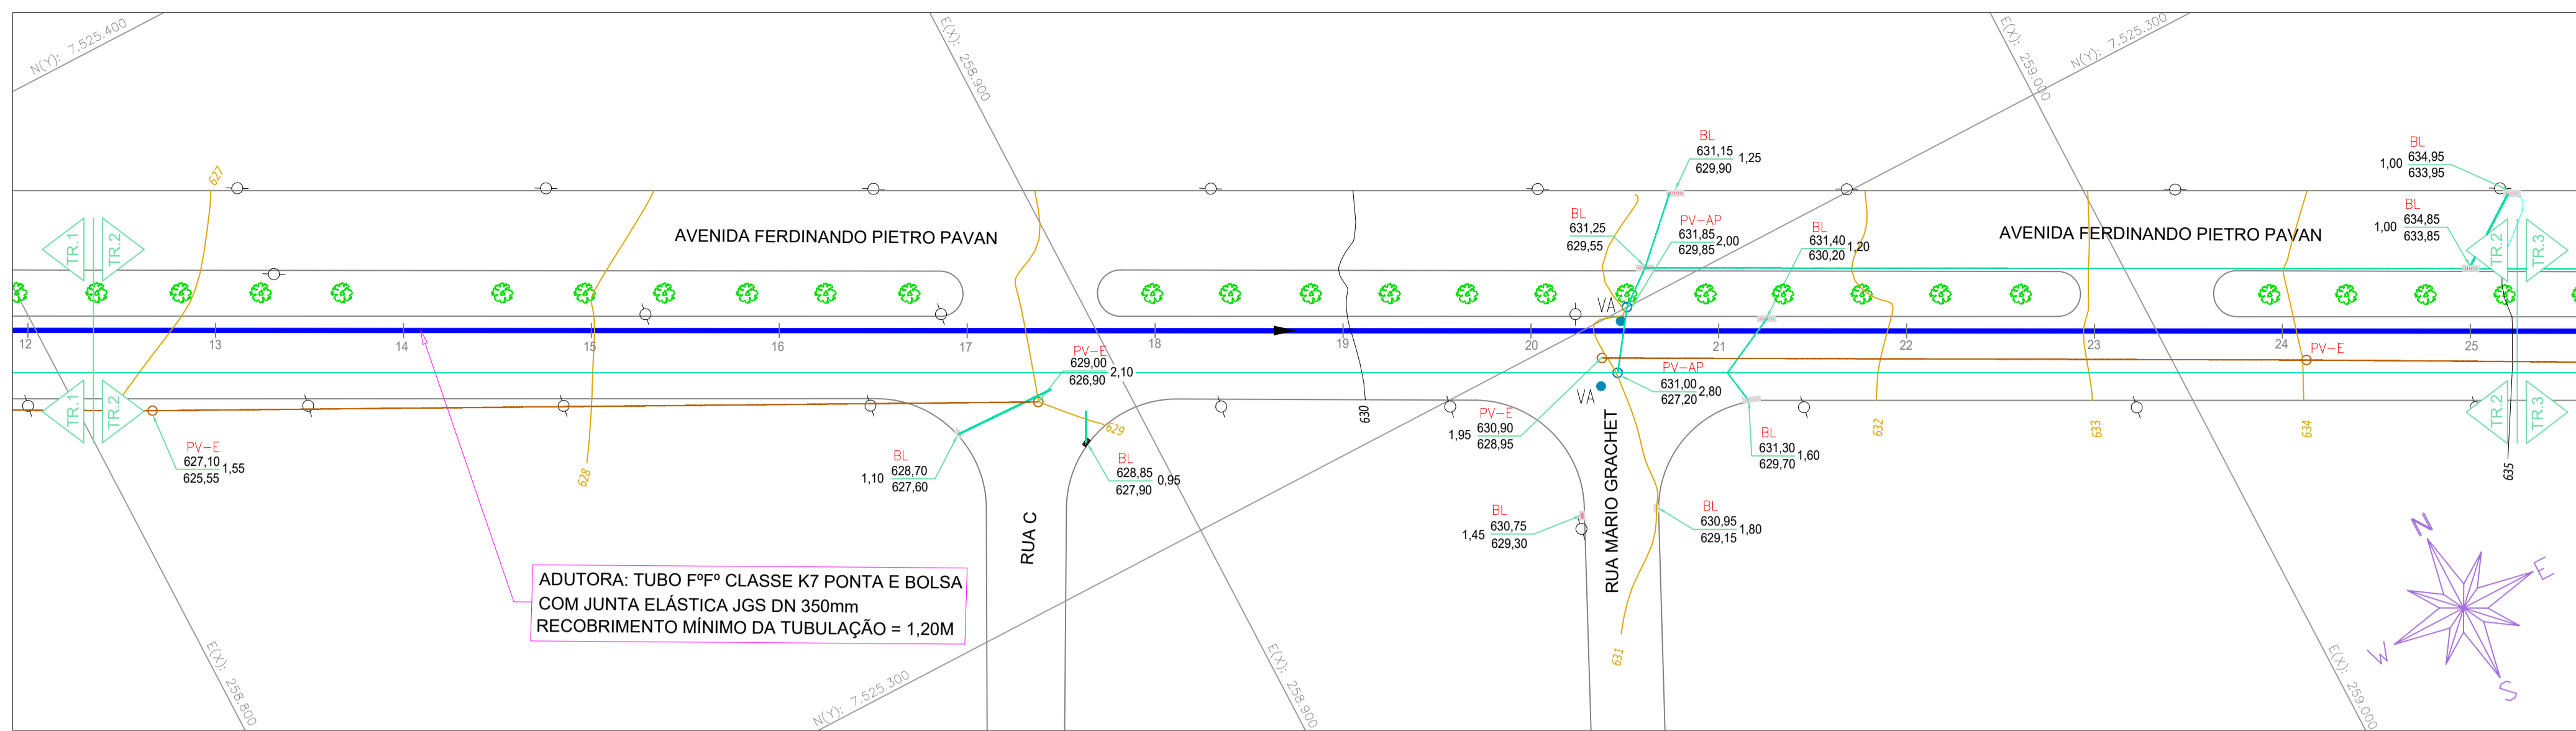 N(Y): 7.525.400
E(X): 258.900
E(X): 259.000
N(Y): 7.525.300
627
BL
631,15
629,90
1,25
BL
1,00
634,95
633,95
BL
1,00
634,85
633,85
BL
631,25
629,55
PV-AP
631,85
629,85
2,00
BL
631,40
630,20
1,20
TR.1
TR.2
AVENIDA FERDINANDO PIETRO PAVAN
AVENIDA FERDINANDO PIETRO PAVAN
TR.2
TR.3
VA
12
13
14
15
16
17
18
19
20
21
22
23
24
25
PV-E
629,00
626,90
2,10
PV-E
PV-AP
631,00
627,20
2,80
VA
TR.1
TR.2
TR.2
TR.3
630
629
PV-E
1,95
630,90
628,95
632
633
634
635
PV-E
627,10
625,55
1,55
628
BL
1,10
628,70
627,60
BL
628,85
627,90
0,95
BL
631,30
629,70
1,60
BL
1,45
630,75
629,30
BL
630,95
629,15
1,80
RUA C
RUA MÁRIO GRACHET
631
ADUTORA: TUBO FºFº CLASSE K7 PONTA E BOLSA
COM JUNTA ELÁSTICA JGS DN 350mm
RECOBRIMENTO MÍNIMO DA TUBULAÇÃO = 1,20M
N
E
W
S
E(X): 258.800
N(Y): 7.525.300
E(X): 258.900
E(X): 259.000